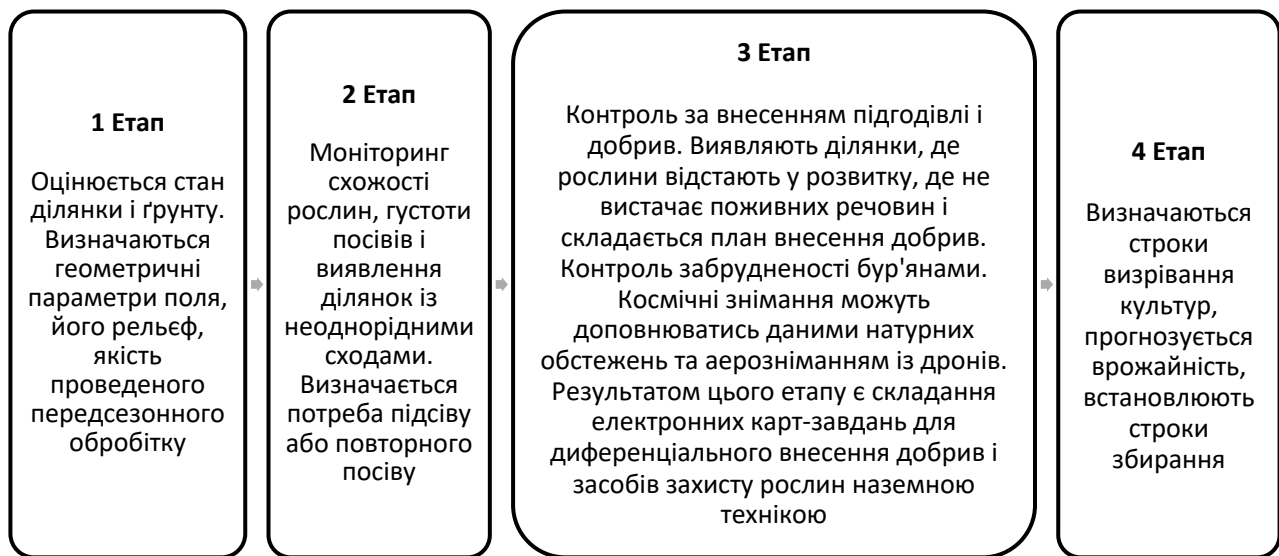 1 Етап
Оцінюється стан
ділянки і ґрунту.
Визначаються
геометричні
параметри поля,
його рельєф,
якість
проведеного
передсезонного
обробітку
2 Етап
Моніторинг
схожості
рослин, густоти
посівів і
виявлення
ділянок із
неоднорідними
сходами.
Визначається
потреба підсіву
або повторного
посіву
3 Етап
Контроль за внесенням підгодівлі і
добрив. Виявляють ділянки, де
рослини відстають у розвитку, де не
вистачає поживних речовин і
складається план внесення добрив.
Контроль забрудненості бур'янами.
Космічні знімання можуть
доповнюватись даними натурних
обстежень та аерозніманням із дронів.
Результатом цього етапу є складання
електронних карт-завдань для
диференціального внесення добрив і
засобів захисту рослин наземною
технікою
4 Етап
Визначаються
строки
визрівання
культур,
прогнозується
врожайність,
встановлюють
строки
збирання